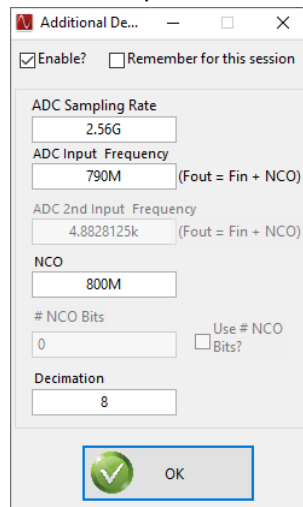 Additional De...
Enable? Remember for this session
ADC Sampling Rate
2.56G
ADC Input Frequency
790M (Fout = Fin + NCO)
ADC 2nd Input Frequency
4.8828125k (Fout = Fin + NCO)
NCO
800M
# NCO Bits
0 Use # NCO
Bits?
Decimation
8
OK